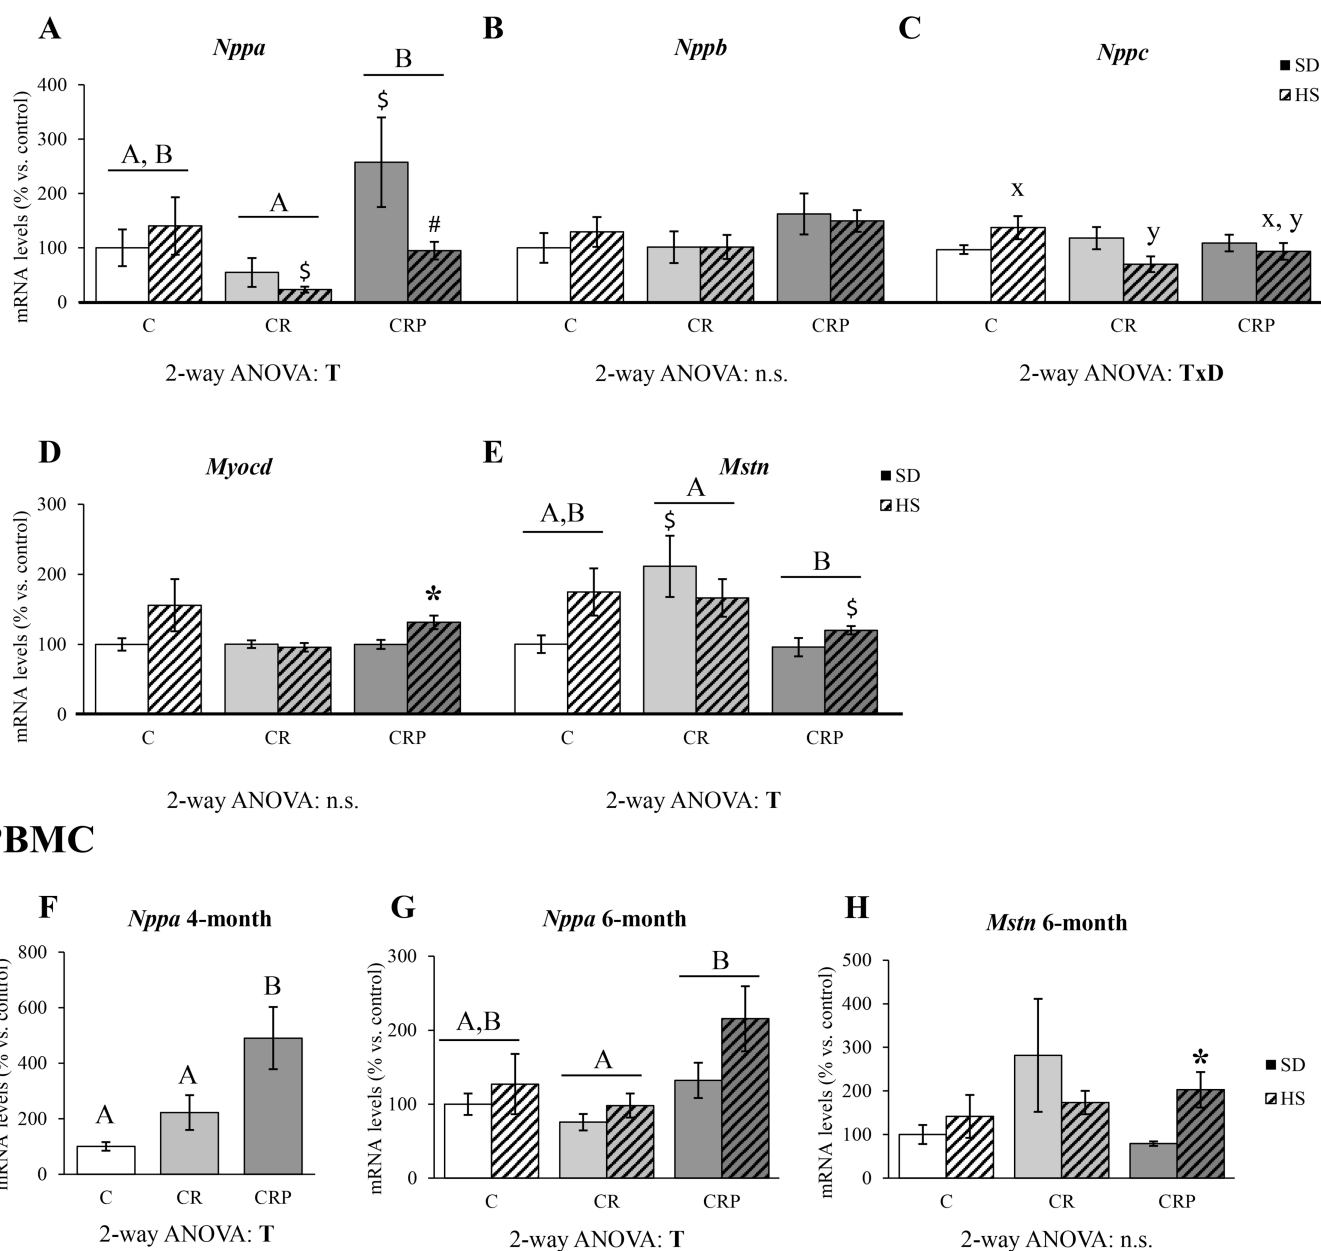 A
Nppa
B
Nppb
C
Nppc
SD
HS
mRNA levels (% vs. control)
400
300
200
100
0
A, B
A
$
B
$
#
x
y
x, y
C
CR
CRP
C
CR
CRP
C
CR
CRP
2-way ANOVA: T
2-way ANOVA: n.s.
2-way ANOVA: TxD
D
Myocd
E
Mstn
SD
HS
mRNA levels (% vs. control)
300
200
100
0
*
A,B
A
$
B
$
C
CR
CRP
C
CR
CRP
2-way ANOVA: n.s.
2-way ANOVA: T
PBMC
F
Nppa 4-month
mRNA levels (% vs. control)
800
600
400
200
0
A
A
B
C
CR
CRP
2-way ANOVA: T
G
Nppa 6-month
mRNA levels (% vs. control)
300
200
100
0
A,B
A
B
C
CR
CRP
2-way ANOVA: T
H
Mstn 6-month
mRNA levels (% vs. control)
500
400
300
200
100
0
*
SD
HS
C
CR
CRP
2-way ANOVA: n.s.